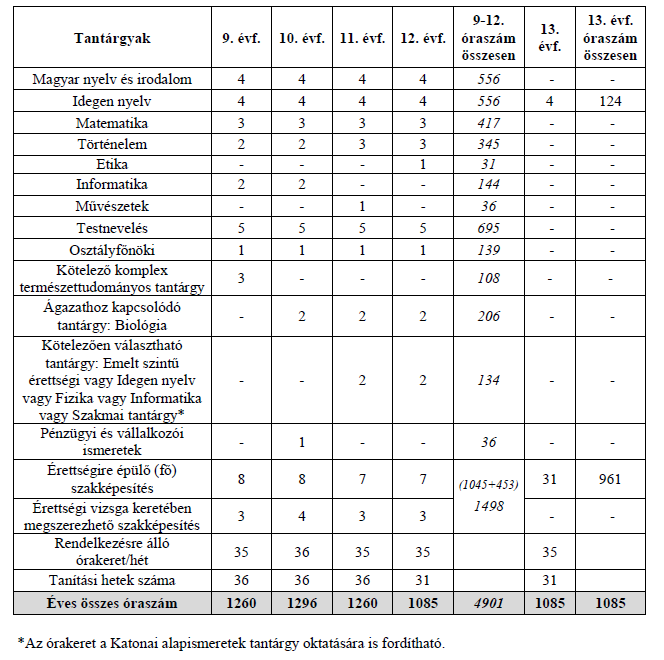 Tantárgyak 9. évf. 10. évf. 11. évf. 12. évf. 9-12. óraszám összesen 13. évf. 13. évf. óraszám összesen
Magyar nyelv és irodalom 4 4 4 4 556 - -
Idegen nyelv 4 4 4 4 556 4 124
Matematika 3 3 3 3 417 - -
Történelem 2 2 3 3 345 - -
Etika - - - 1 31 - -
Informatika 2 2 - - 144 - -
Művészetek - - 1 - 36 - -
Testnevelés 5 5 5 5 695 - -
Osztályfőnöki 1 1 1 1 139 - -
Kötelező komplex
természettudományos tantárgy 3 - - - 108 - -
Ágazathoz kapcsolódó
tantárgy: Biológia - 2 2 2 206 - -
Kötelezően választható
tantárgy: Emelt szintű
érettségi vagy Idegen nyelv
vagy Fizika vagy Informatika
vagy Szakmai tantárgy* - - 2 2 134 - -
Pénzügyi és vállalkozói
ismeretek - 1 - - 36 - -
Érettségire épülő (fő)
szakképesítés 8 8 7 7 (1045+453) 1498 31 961
Érettségi vizsga keretében
megszerezhető szakképesítés 3 4 3 3 - -
Rendelkezésre álló
órakeret/hét 35 36 35 35 35
Tanítási hetek száma 36 36 36 31 31
Éves összes óraszám 1260 1296 1260 1085 4901 1085 1085
*Az órakeret a Katonai alapismeretek tantárgy oktatására is fordítható.